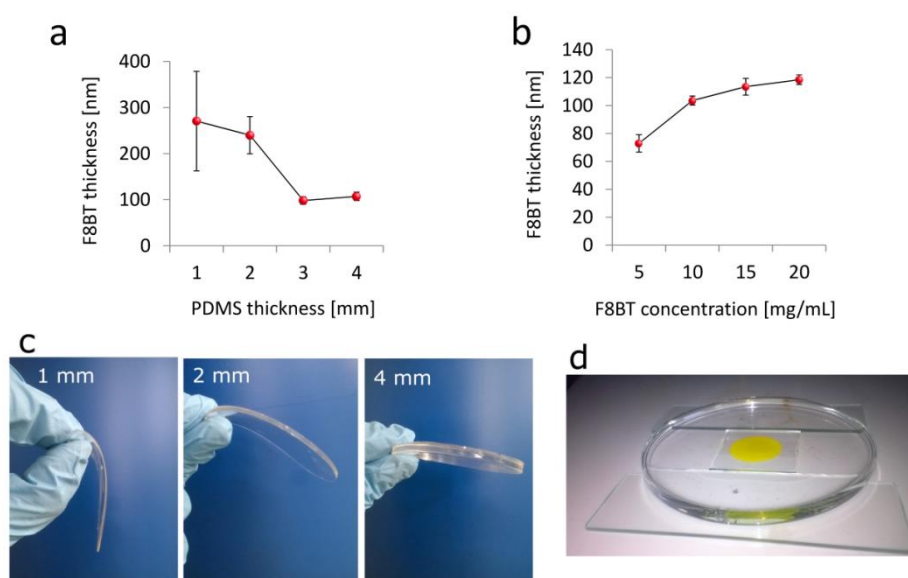 a
F8BT thickness [nm]
400
300
200
100
0
1 2 3 4
PDMS thickness [mm]
b
F8BT thickness [nm]
140
120
100
80
60
40
20
0
5 10 15 20
F8BT concentration [mg/mL]
c
1 mm
2 mm
4 mm
d